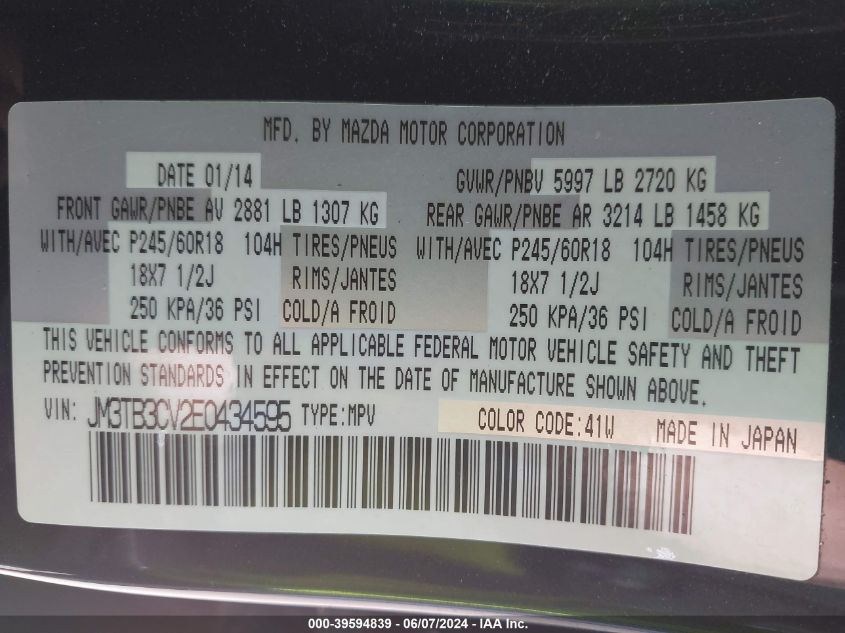 MFD. BY MAZDA MOTOR CORPORATION
DATE 01/14 GVWR/PNBV 5997 LB 2720 KG
FRONT GAWR/PNBE AV 2881 LB 1307 KG REAR GAWR/PNBE AR 3214 LB 1458 KG
WITH/AVEC P245/60R18 104H TIRES/PNEUS WITH/AVEC P245/60R18 104H TIRES/PNEUS
18X7 1/2J RIMS/JANTES 18X7 1/2J RIMS/JANTES
250 KPA/36 PSI COLD/A FROID 250 KPA/36 PSI COLD/A FROID
THIS VEHICLE CONFORMS TO ALL APPLICABLE FEDERAL MOTOR VEHICLE SAFETY AND THEFT
PREVENTION STANDARDS IN EFFECT ON THE DATE OF MANUFACTURE SHOWN ABOVE.
VIN: JM3TB3CV2E0434595 TYPE:MPV COLOR CODE:41W MADE IN JAPAN
000-39594839 - 06/07/2024 - IAA Inc.